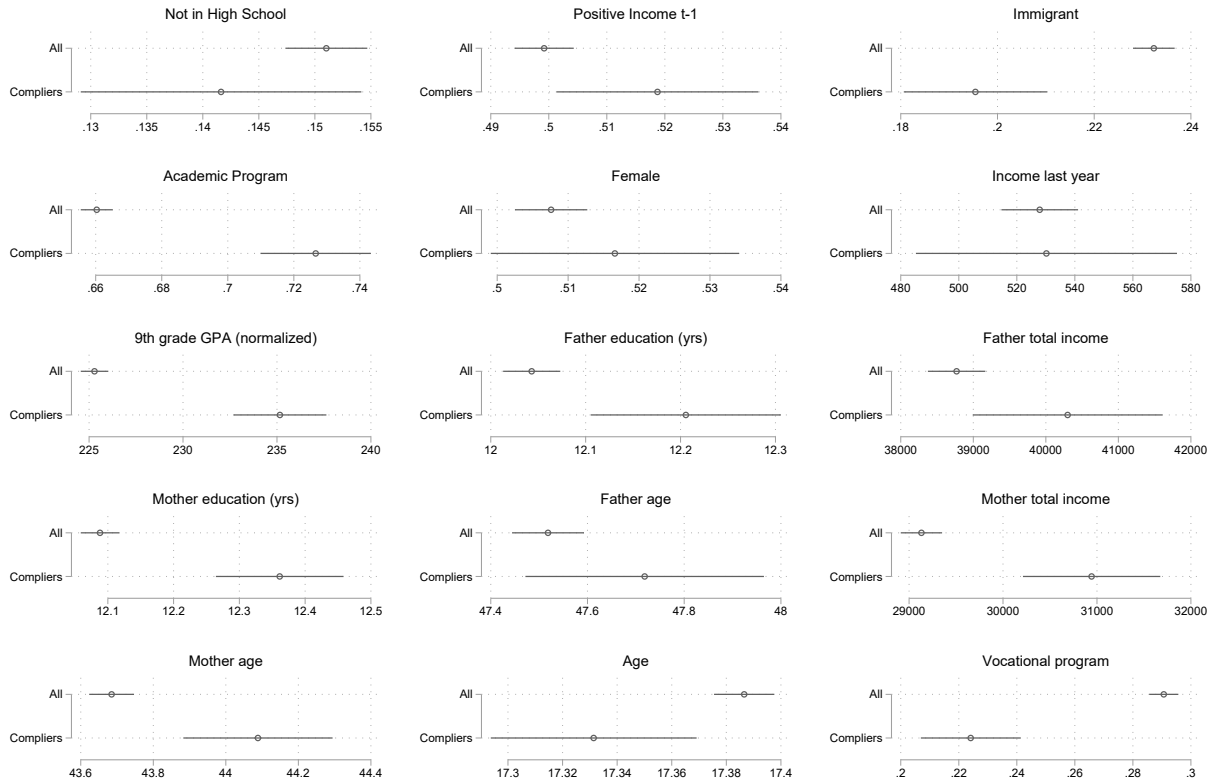 Not in High School
All
Compliers
.13 .135 .14 .145 .15 .155
Positive Income t-1
All
Compliers
.49 .5 .51 .52 .53 .54
Immigrant
All
Compliers
.18 .2 .22 .24
Academic Program
All
Compliers
.66 .68 .7 .72 .74
Female
All
Compliers
.5 .51 .52 .53 .54
Income last year
All
Compliers
480 500 520 540 560 580
9th grade GPA (normalized)
All
Compliers
225 230 235 240
Father education (yrs)
All
Compliers
12 12.1 12.2 12.3
Father total income
All
Compliers
38000 39000 40000 41000 42000
Mother education (yrs)
All
Compliers
12.1 12.2 12.3 12.4 12.5
Father age
All
Compliers
47.4 47.6 47.8 48
Mother total income
All
Compliers
29000 30000 31000 32000
Mother age
All
Compliers
43.6 43.8 44 44.2 44.4
Age
All
Compliers
17.3 17.32 17.34 17.36 17.38 17.4
Vocational program
All
Compliers
.2 .22 .24 .26 .28 .3